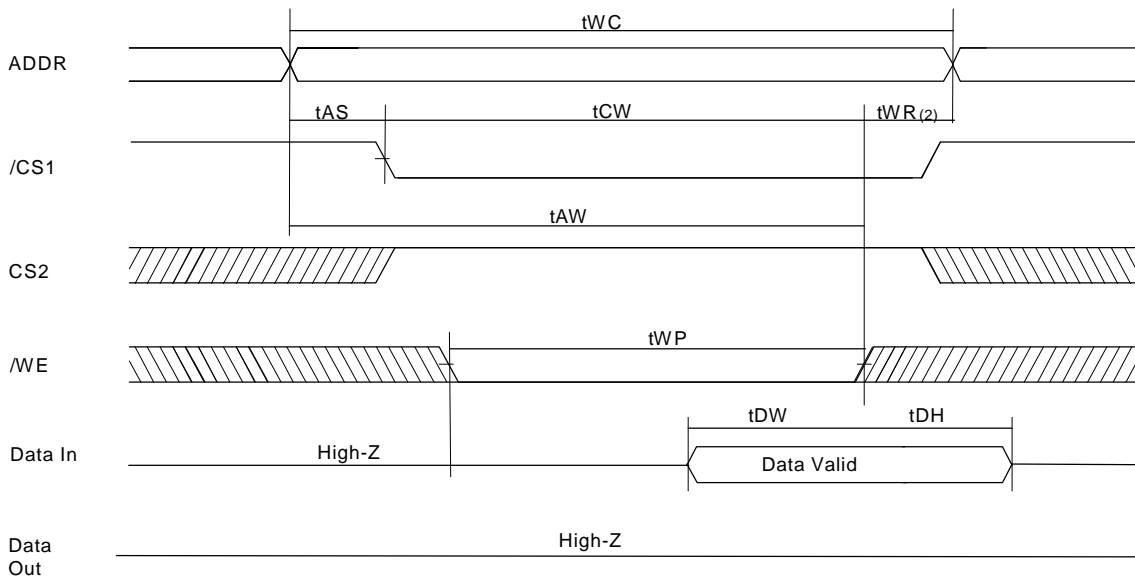 tWC
ADDR
tAS
tCW
tWR(2)
/CS1
tAW
CS2
tWP
/WE
tDW
tDH
Data In
High-Z
Data Valid
Data
Out
High-Z